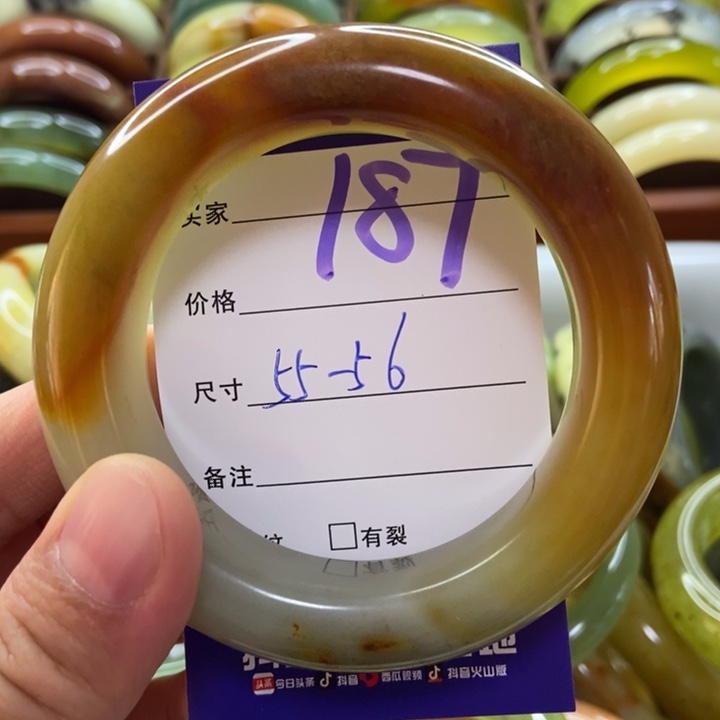 187
家
价格
尺寸 55-56
备注
纹 □有裂
今日头条 抖音 西瓜视频 抖音火山版